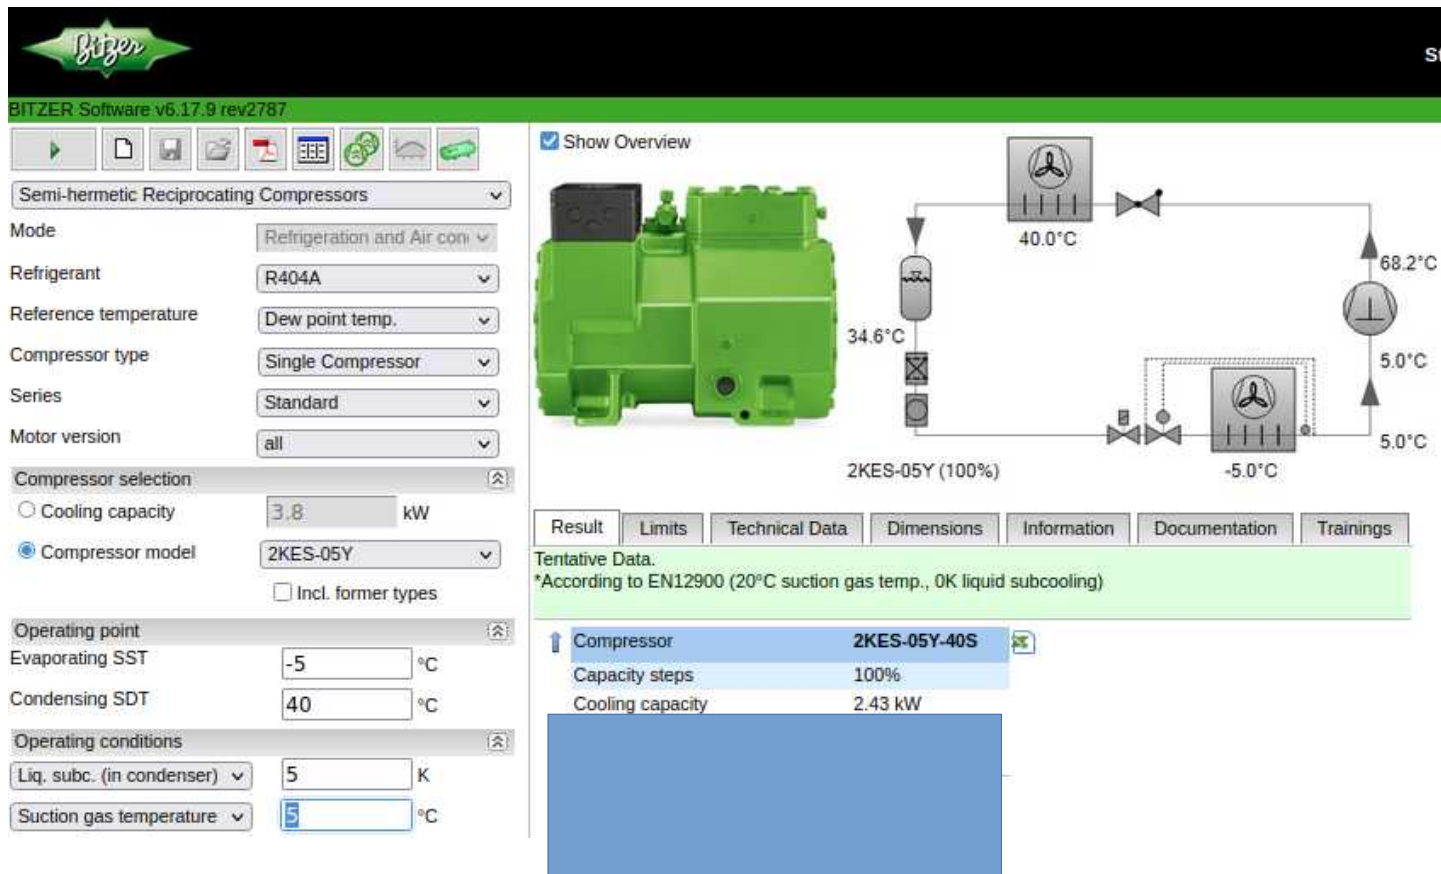 Bitzer
St
BITZER Software v6.17.9 rev2787
Semi-hermetic Reciprocating Compressors
Mode
Refrigeration and Air con
Refrigerant
R404A
Reference temperature
Dew point temp.
Compressor type
Single Compressor
Series
Standard
Motor version
all
Compressor selection
Cooling capacity
3.8
kW
Compressor model
2KES-05Y
Incl. former types
Operating point
Evaporating SST
-5
°C
Condensing SDT
40
°C
Operating conditions
Liq. subc. (in condenser)
5
K
Suction gas temperature
5
°C
Show Overview
40.0°C
68.2°C
34.6°C
5.0°C
5.0°C
2KES-05Y (100%)
-5.0°C
Result
Limits
Technical Data
Dimensions
Information
Documentation
Trainings
Tentative Data.
*According to EN12900 (20°C suction gas temp., 0K liquid subcooling)
Compressor 2KES-05Y-40S
Capacity steps 100%
Cooling capacity 2.43 kW